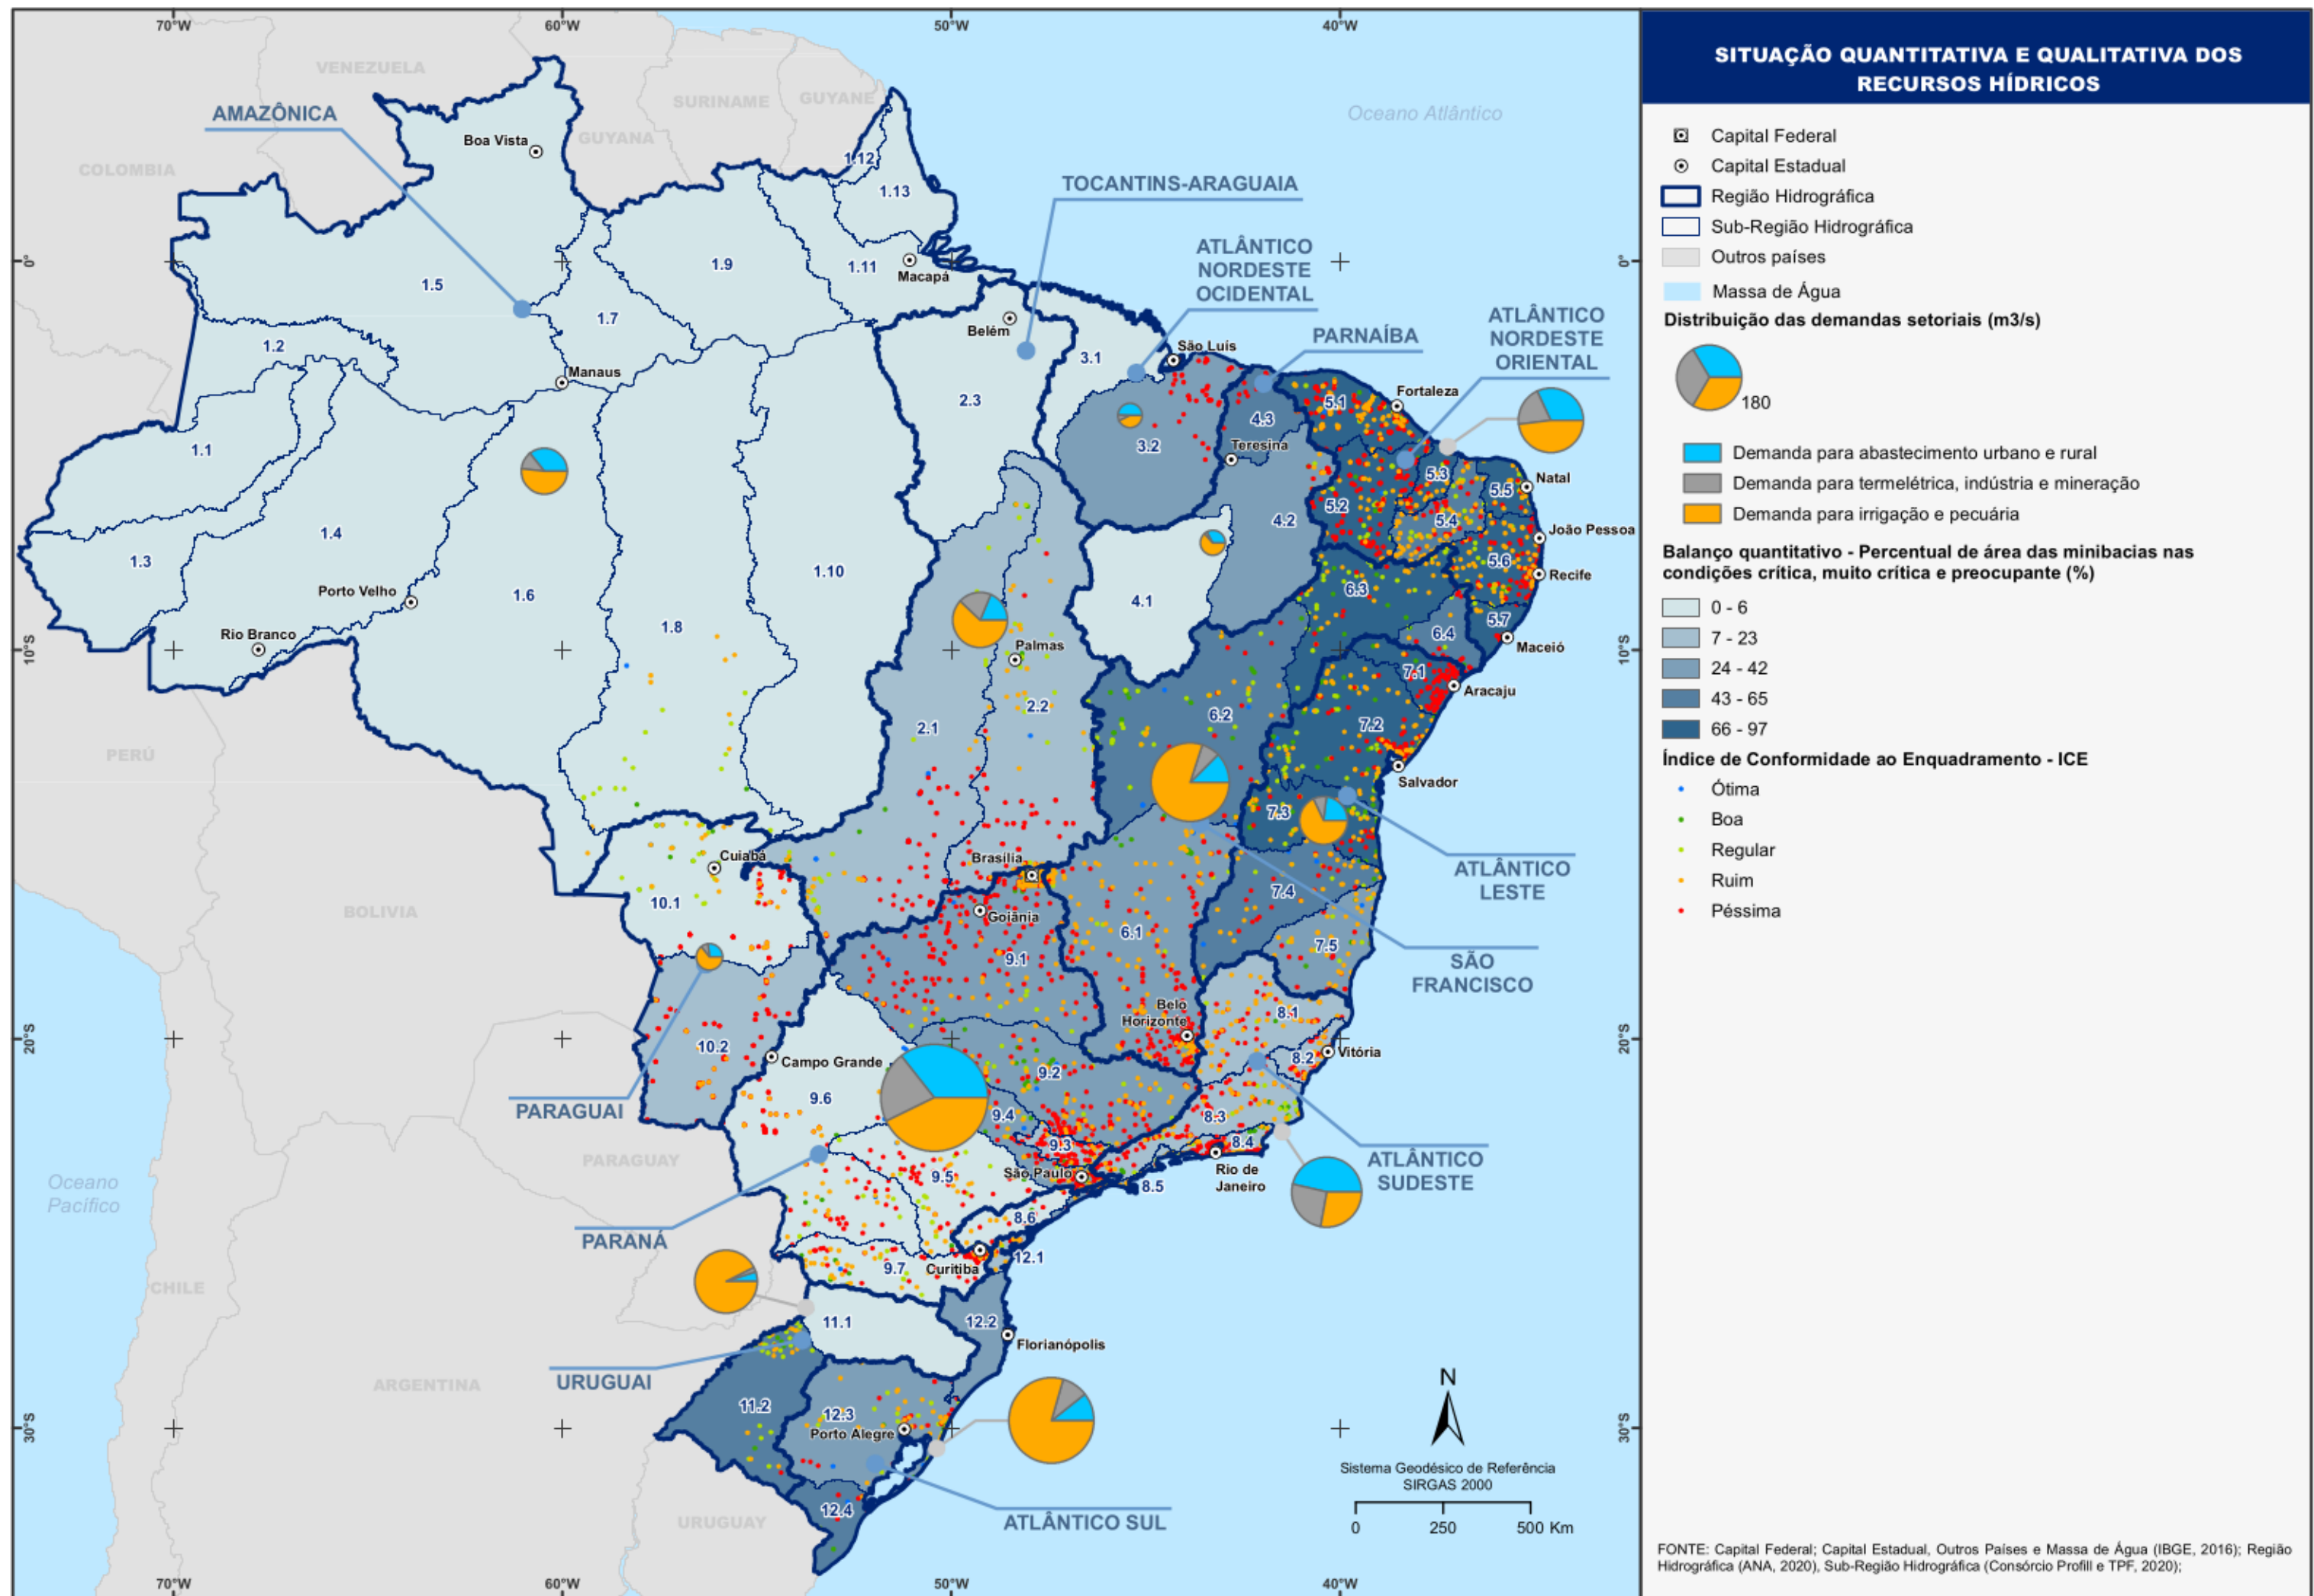 70°W
60°W
50°W
40°W
VENEZUELA
SURINAME
GUYANE
GUYANA
COLOMBIA
AMAZÔNICA
Boa Vista
Oceano Atlântico
1.12
1.13
TOCANTINS-ARAGUAIA
ATLÂNTICO
NORDESTE
OCIDENTAL
0°
0°
1.5
1.9
1.11
Macapá
1.7
Belém
PARNAÍBA
ATLÂNTICO
NORDESTE
ORIENTAL
1.2
Manaus
3.1
São Luís
2.3
Fortaleza
5.1
4.3
1.1
3.2
Teresina
5.3
Natal
5.5
5.2
5.4
4.2
João Pessoa
1.4
1.3
5.6
Recife
1.10
Porto Velho
1.6
4.1
6.3
5.7
1.8
Rio Branco
6.4
Maceió
10°S
10°S
Palmas
7.1
Aracaju
2.2
6.2
7.2
2.1
PERÚ
Salvador
7.3
Cuiabá
Brasília
ATLÂNTICO
LESTE
7.4
10.1
BOLIVIA
Goiânia
6.1
7.5
9.1
SÃO
FRANCISCO
Belo
Horizonte
8.1
20°S
20°S
10.2
Campo Grande
8.2
Vitória
9.2
PARAGUAI
9.6
9.4
8.3
9.3
8.4
PARAGUAY
São Paulo
Rio de
Janeiro
ATLÂNTICO
SUDESTE
9.5
8.5
Oceano
Pacífico
8.6
PARANÁ
12.1
9.7
Curitiba
CHILE
11.1
12.2
Florianópolis
URUGUAI
ARGENTINA
11.2
12.3
Porto Alegre
30°S
30°S
12.4
URUGUAY
ATLÂNTICO SUL
N
Sistema Geodésico de Referência
SIRGAS 2000
0 250 500 Km
70°W
60°W
50°W
40°W
SITUAÇÃO QUANTITATIVA E QUALITATIVA DOS
RECURSOS HÍDRICOS
Capital Federal
Capital Estadual
Região Hidrográfica
Sub-Região Hidrográfica
Outros países
Massa de Água
Distribuição das demandas setoriais (m3/s)
180
Demanda para abastecimento urbano e rural
Demanda para termelétrica, indústria e mineração
Demanda para irrigação e pecuária
Balanço quantitativo - Percentual de área das minibacias nas
condições crítica, muito crítica e preocupante (%)
0 - 6
7 - 23
24 - 42
43 - 65
66 - 97
Índice de Conformidade ao Enquadramento - ICE
Ótima
Boa
Regular
Ruim
Péssima
FONTE: Capital Federal; Capital Estadual, Outros Países e Massa de Água (IBGE, 2016); Região
Hidrográfica (ANA, 2020), Sub-Região Hidrográfica (Consórcio Profill e TPF, 2020);